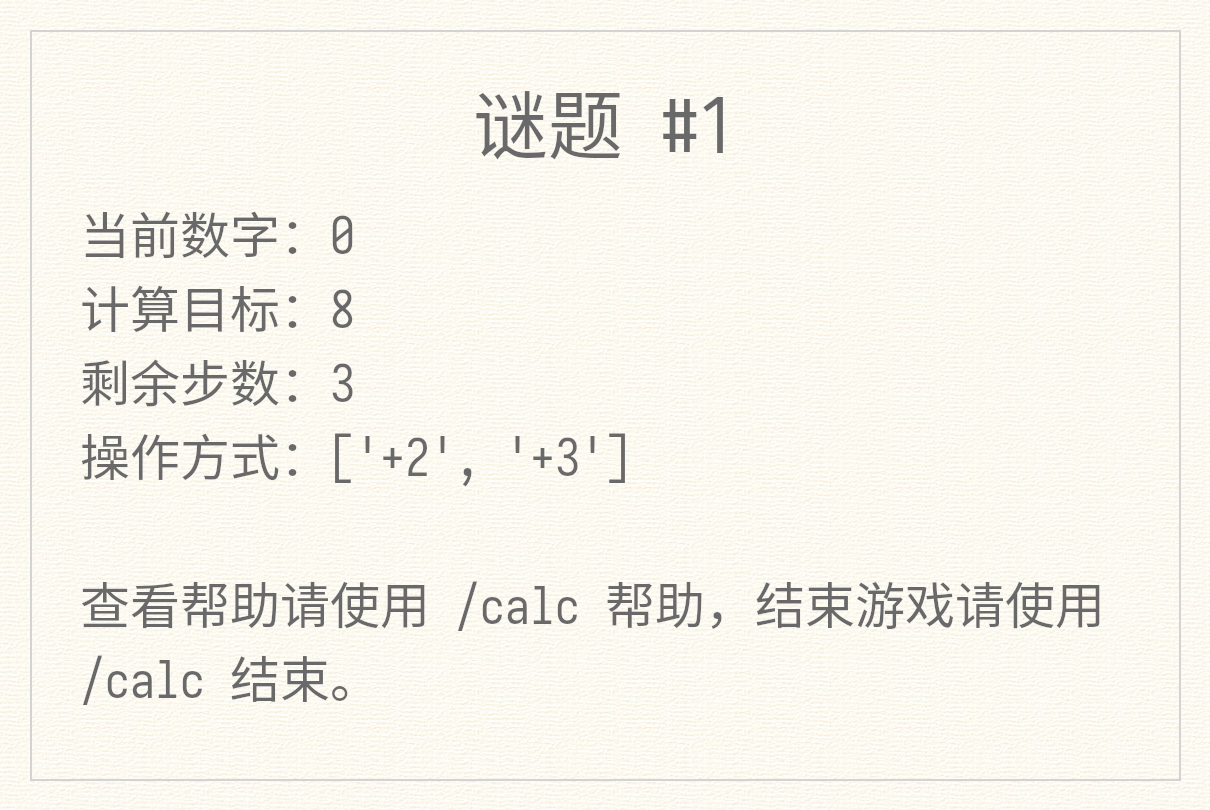 谜题 #1
当前数字：0
计算目标：8
剩余步数：3
操作方式：['+2', '+3']
查看帮助请使用 /calc 帮助，结束游戏请使用
/calc 结束。